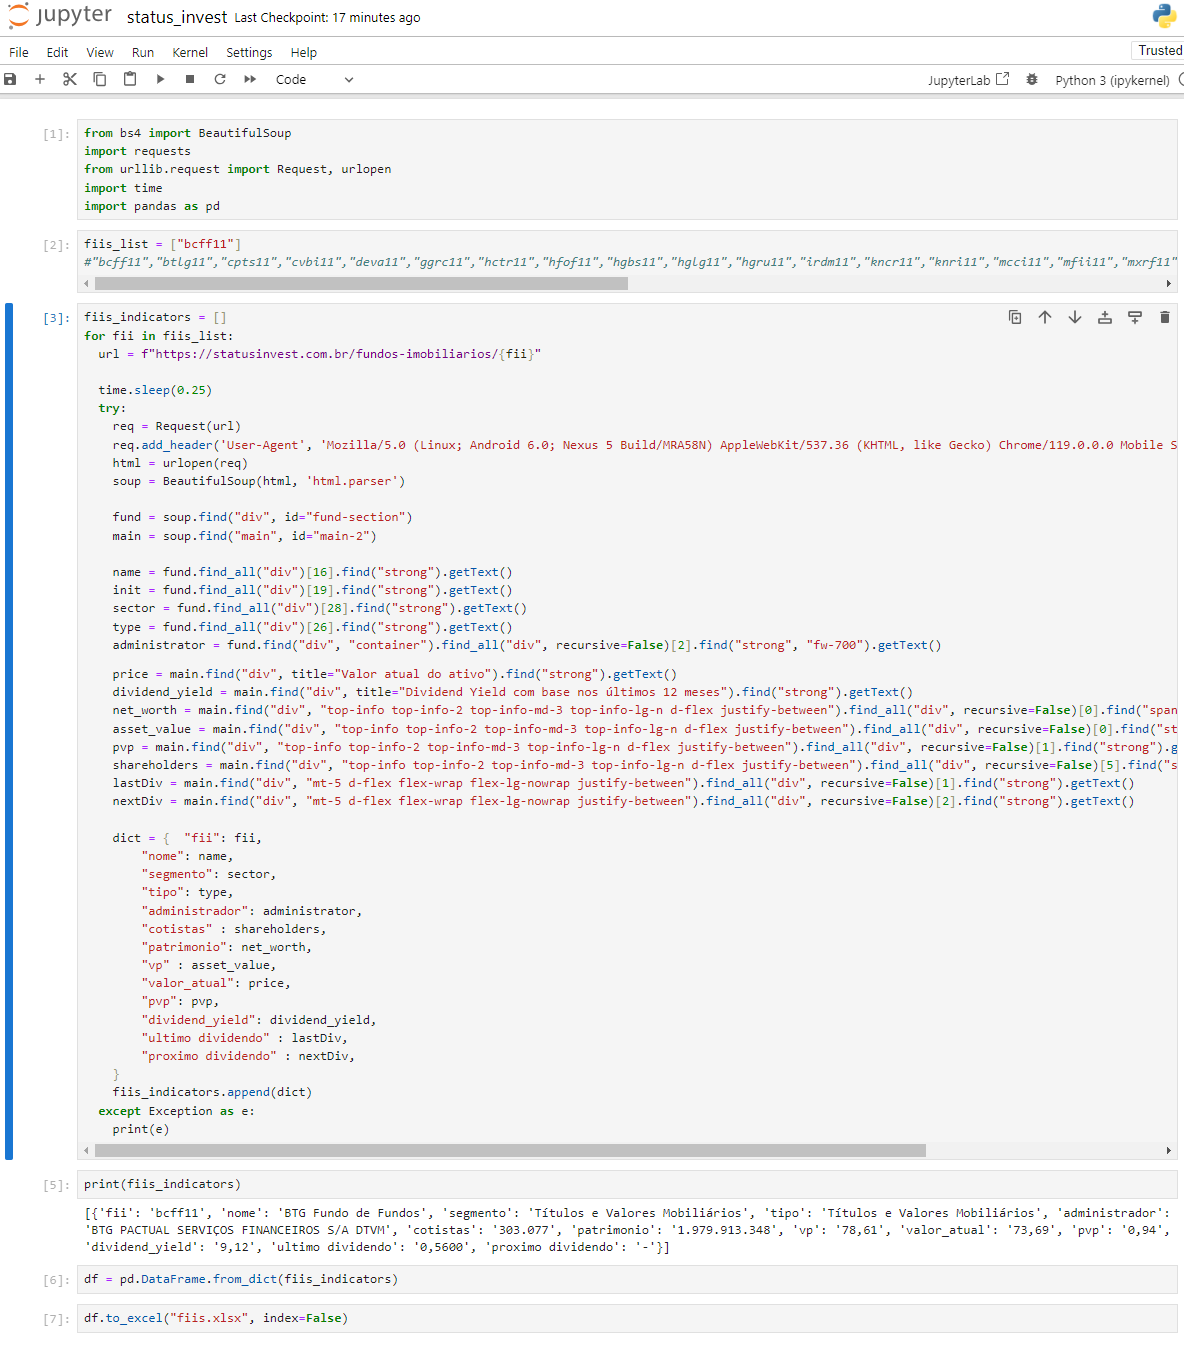 jupyter status_invest Last Checkpoint: 17 minutes ago
File Edit View Run Kernel Settings Help Trusted
Code JupyterLab Python 3 (ipykernel)
[1]: from bs4 import BeautifulSoup
import requests
from urllib.request import Request, urlopen
import time
import pandas as pd
[2]: fiis_list = ["bcff11"]
#"bcff11","btlg11","cpts11","cvbi11","deva11","ggrc11","hctr11","hfof11","hgbs11","hglg11","hgru11","irdm11","kncr11","knri11","mcci11","mfii11","mxrf11"
[3]: fiis_indicators = []
for fii in fiis_list:
url = f"https://statusinvest.com.br/fundos-imobiliarios/{fii}"
time.sleep(0.25)
try:
req = Request(url)
req.add_header('User-Agent', 'Mozilla/5.0 (Linux; Android 6.0; Nexus 5 Build/MRA58N) AppleWebKit/537.36 (KHTML, like Gecko) Chrome/119.0.0.0 Mobile S
html = urlopen(req)
soup = BeautifulSoup(html, 'html.parser')
fund = soup.find("div", id="fund-section")
main = soup.find("main", id="main-2")
name = fund.find_all("div")[16].find("strong").getText()
init = fund.find_all("div")[19].find("strong").getText()
sector = fund.find_all("div")[28].find("strong").getText()
type = fund.find_all("div")[26].find("strong").getText()
administrator = fund.find("div", "container").find_all("div", recursive=False)[2].find("strong", "fw-700").getText()
price = main.find("div", title="Valor atual do ativo").find("strong").getText()
dividend_yield = main.find("div", title="Dividend Yield com base nos últimos 12 meses").find("strong").getText()
net_worth = main.find("div", "top-info top-info-2 top-info-md-3 top-info-lg-n d-flex justify-between").find_all("div", recursive=False)[0].find("span
asset_value = main.find("div", "top-info top-info-2 top-info-md-3 top-info-lg-n d-flex justify-between").find_all("div", recursive=False)[0].find("st
pvp = main.find("div", "top-info top-info-2 top-info-md-3 top-info-lg-n d-flex justify-between").find_all("div", recursive=False)[1].find("strong").g
shareholders = main.find("div", "top-info top-info-2 top-info-md-3 top-info-lg-n d-flex justify-between").find_all("div", recursive=False)[5].find("s
lastDiv = main.find("div", "mt-5 d-flex flex-wrap flex-lg-nowrap justify-between").find_all("div", recursive=False)[1].find("strong").getText()
nextDiv = main.find("div", "mt-5 d-flex flex-wrap flex-lg-nowrap justify-between").find_all("div", recursive=False)[2].find("strong").getText()
dict = { "fii": fii,
"nome": name,
"segmento": sector,
"tipo": type,
"administrador": administrator,
"cotistas" : shareholders,
"patrimonio": net_worth,
"vp" : asset_value,
"valor_atual": price,
"pvp": pvp,
"dividend_yield": dividend_yield,
"ultimo dividendo" : lastDiv,
"proximo dividendo" : nextDiv,
}
fiis_indicators.append(dict)
except Exception as e:
print(e)
[5]: print(fiis_indicators)
[{'fii': 'bcff11', 'nome': 'BTG Fundo de Fundos', 'segmento': 'Títulos e Valores Mobiliários', 'tipo': 'Títulos e Valores Mobiliários', 'administrador':
'BTG PACTUAL SERVIÇOS FINANCEIROS S/A DTVM', 'cotistas': '303.077', 'patrimonio': '1.979.913.348', 'vp': '78,61', 'valor_atual': '73,69', 'pvp': '0,94',
'dividend_yield': '9,12', 'ultimo dividendo': '0,5600', 'proximo dividendo': '-'}]
[6]: df = pd.DataFrame.from_dict(fiis_indicators)
[7]: df.to_excel("fiis.xlsx", index=False)